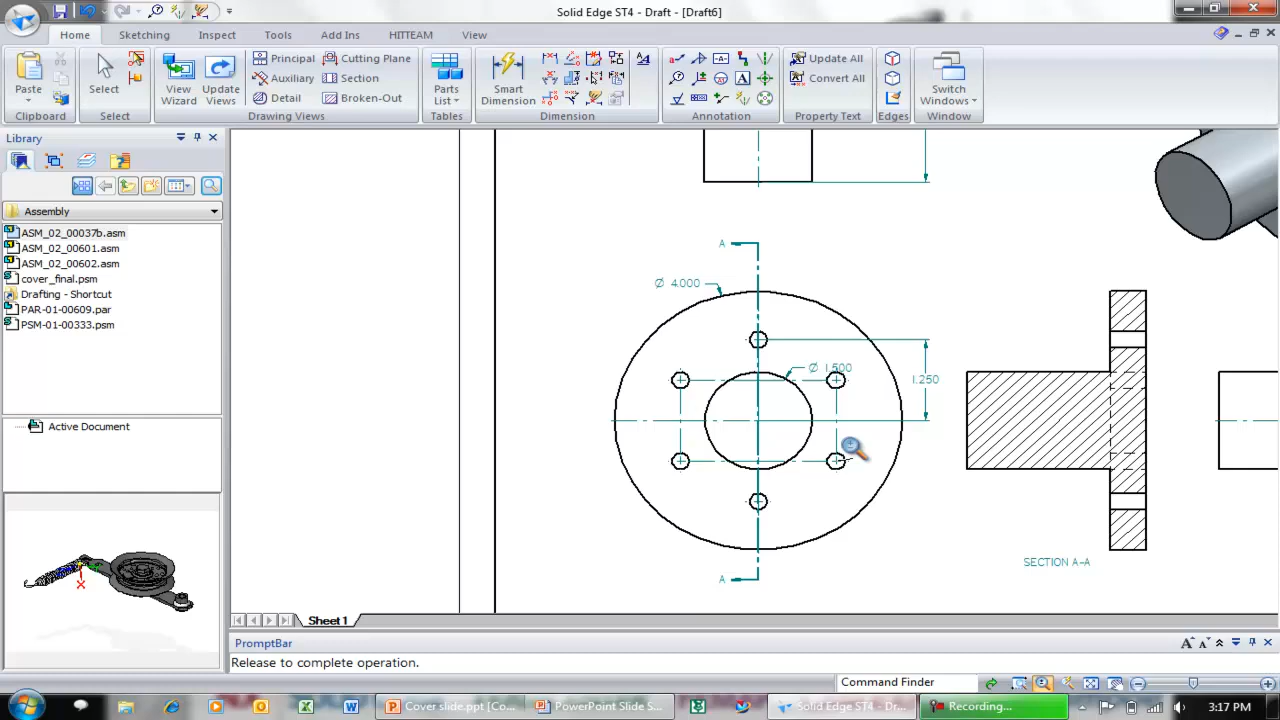 Solid Edge ST4 - Draft - [Draft6]
Home Sketching Inspect Tools Add Ins HITTEAM View
Paste
Clipboard
Select
Select
View Wizard
Update Views
Principal
Auxiliary
Detail
Cutting Plane
Section
Broken-Out
Drawing Views
Parts List
Tables
Smart Dimension
Dimension
A
A
Annotation
Update All
Convert All
Property Text
Edges
Switch Windows
Window
Library
Assembly
ASM_02_00037b.asm
ASM_02_00601.asm
ASM_02_00602.asm
cover_final.psm
Drafting - Shortcut
PAR-01-00609.par
PSM-01-00333.psm
Active Document
X
A
Ø 4.000
Ø 1.500
1.250
A
SECTION A-A
Sheet 1
PromptBar
Release to complete operation.
Command Finder
Cover slide.ppt [Co...
PowerPoint Slide S...
Solid Edge ST4 - Dr...
Recording...
3:17 PM